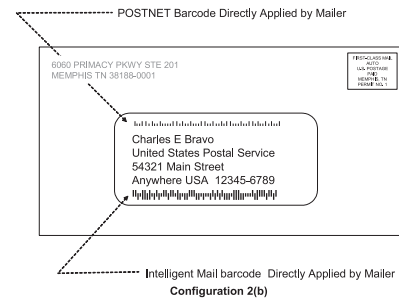 POSTNET Barcode Directly Applied by Mailer
6060 PRIMACY PKWY STE 201
MEMPHIS TN 38188-0001
FIRST-CLASS MAIL
AUTO
U.S. POSTAGE
PAID
MEMPHIS, TN
PERMIT NO. 1
Charles E Bravo
United States Postal Service
54321 Main Street
Anywhere USA 12345-6789
Intelligent Mail barcode Directly Applied by Mailer
Configuration 2(b)